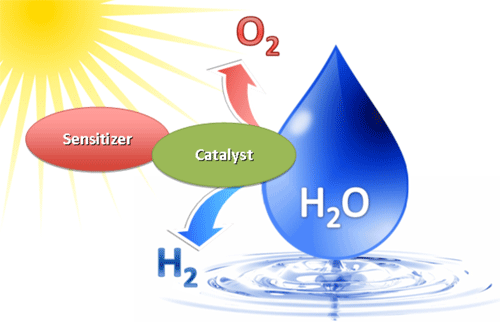 O₂
Sensitizer
Catalyst
H₂O
H₂